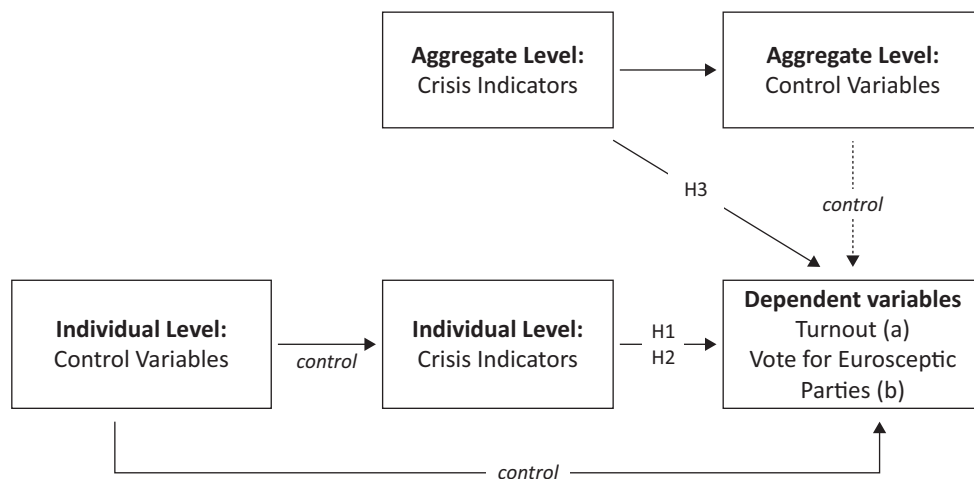 Aggregate Level:
Crisis Indicators
Aggregate Level:
Control Variables
H3
control
Individual Level:
Control Variables
control
Individual Level:
Crisis Indicators
H1
H2
Dependent variables
Turnout (a)
Vote for Eurosceptic
Parties (b)
control